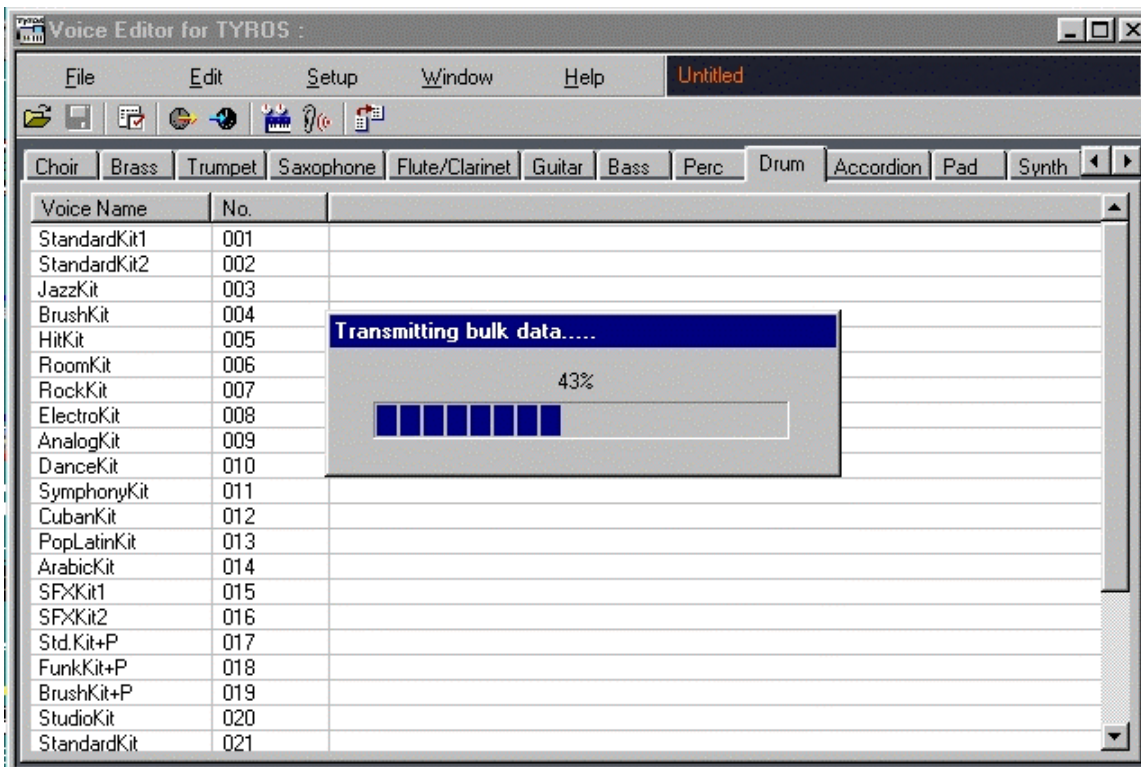 Voice Editor for TYROS :
File Edit Setup Window Help Untitled
Choir Brass Trumpet Saxophone Flute/Clarinet Guitar Bass Perc Drum Accordion Pad Synth
Voice Name No.
StandardKit1 001
StandardKit2 002
JazzKit 003
BrushKit 004
HitKit 005
RoomKit 006
RockKit 007
ElectroKit 008
AnalogKit 009
DanceKit 010
SymphonyKit 011
CubanKit 012
PopLatinKit 013
ArabicKit 014
SFXKit1 015
SFXKit2 016
Std.Kit+P 017
FunkKit+P 018
BrushKit+P 019
StudioKit 020
StandardKit 021
Transmitting bulk data.....
43%